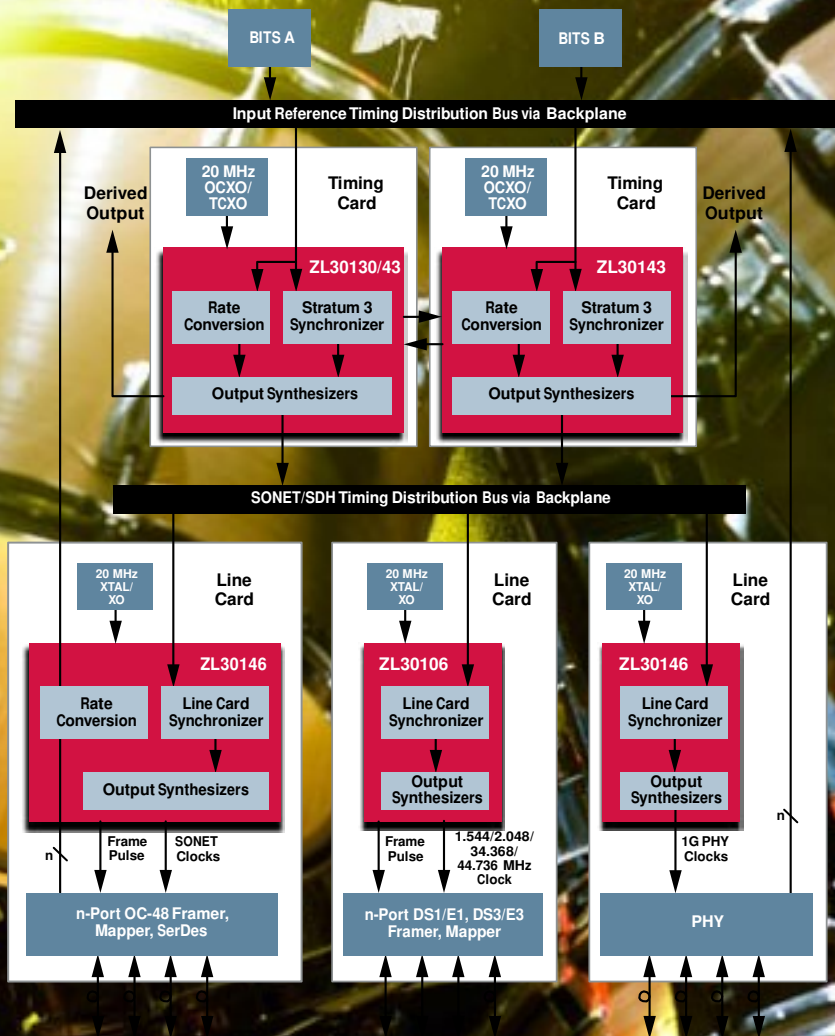 BITS A
BITS B
Input Reference Timing Distribution Bus via Backplane
Derived
Output
20 MHz
OCXO/
TCXO
Timing
Card
20 MHz
OCXO/
TCXO
Timing
Card
Derived
Output
ZL30130/43
Rate
Conversion
Stratum 3
Synchronizer
Output Synthesizers
ZL30143
Rate
Conversion
Stratum 3
Synchronizer
Output Synthesizers
SONET/SDH Timing Distribution Bus via Backplane
20 MHz
XTAL/
XO
Line
Card
ZL30146
Rate
Conversion
Line Card
Synchronizer
Output Synthesizers
n
Frame
Pulse
SONET
Clocks
n-Port OC-48 Framer,
Mapper, SerDes
20 MHz
XTAL/
XO
Line
Card
ZL30106
Line Card
Synchronizer
Output
Synthesizers
Frame
Pulse
1.544/2.048/
34.368/
44.736 MHz
Clock
n-Port DS1/E1, DS3/E3
Framer, Mapper
20 MHz
XTAL/
XO
Line
Card
ZL30146
Line Card
Synchronizer
Output
Synthesizers
1G PHY
Clocks
n
PHY